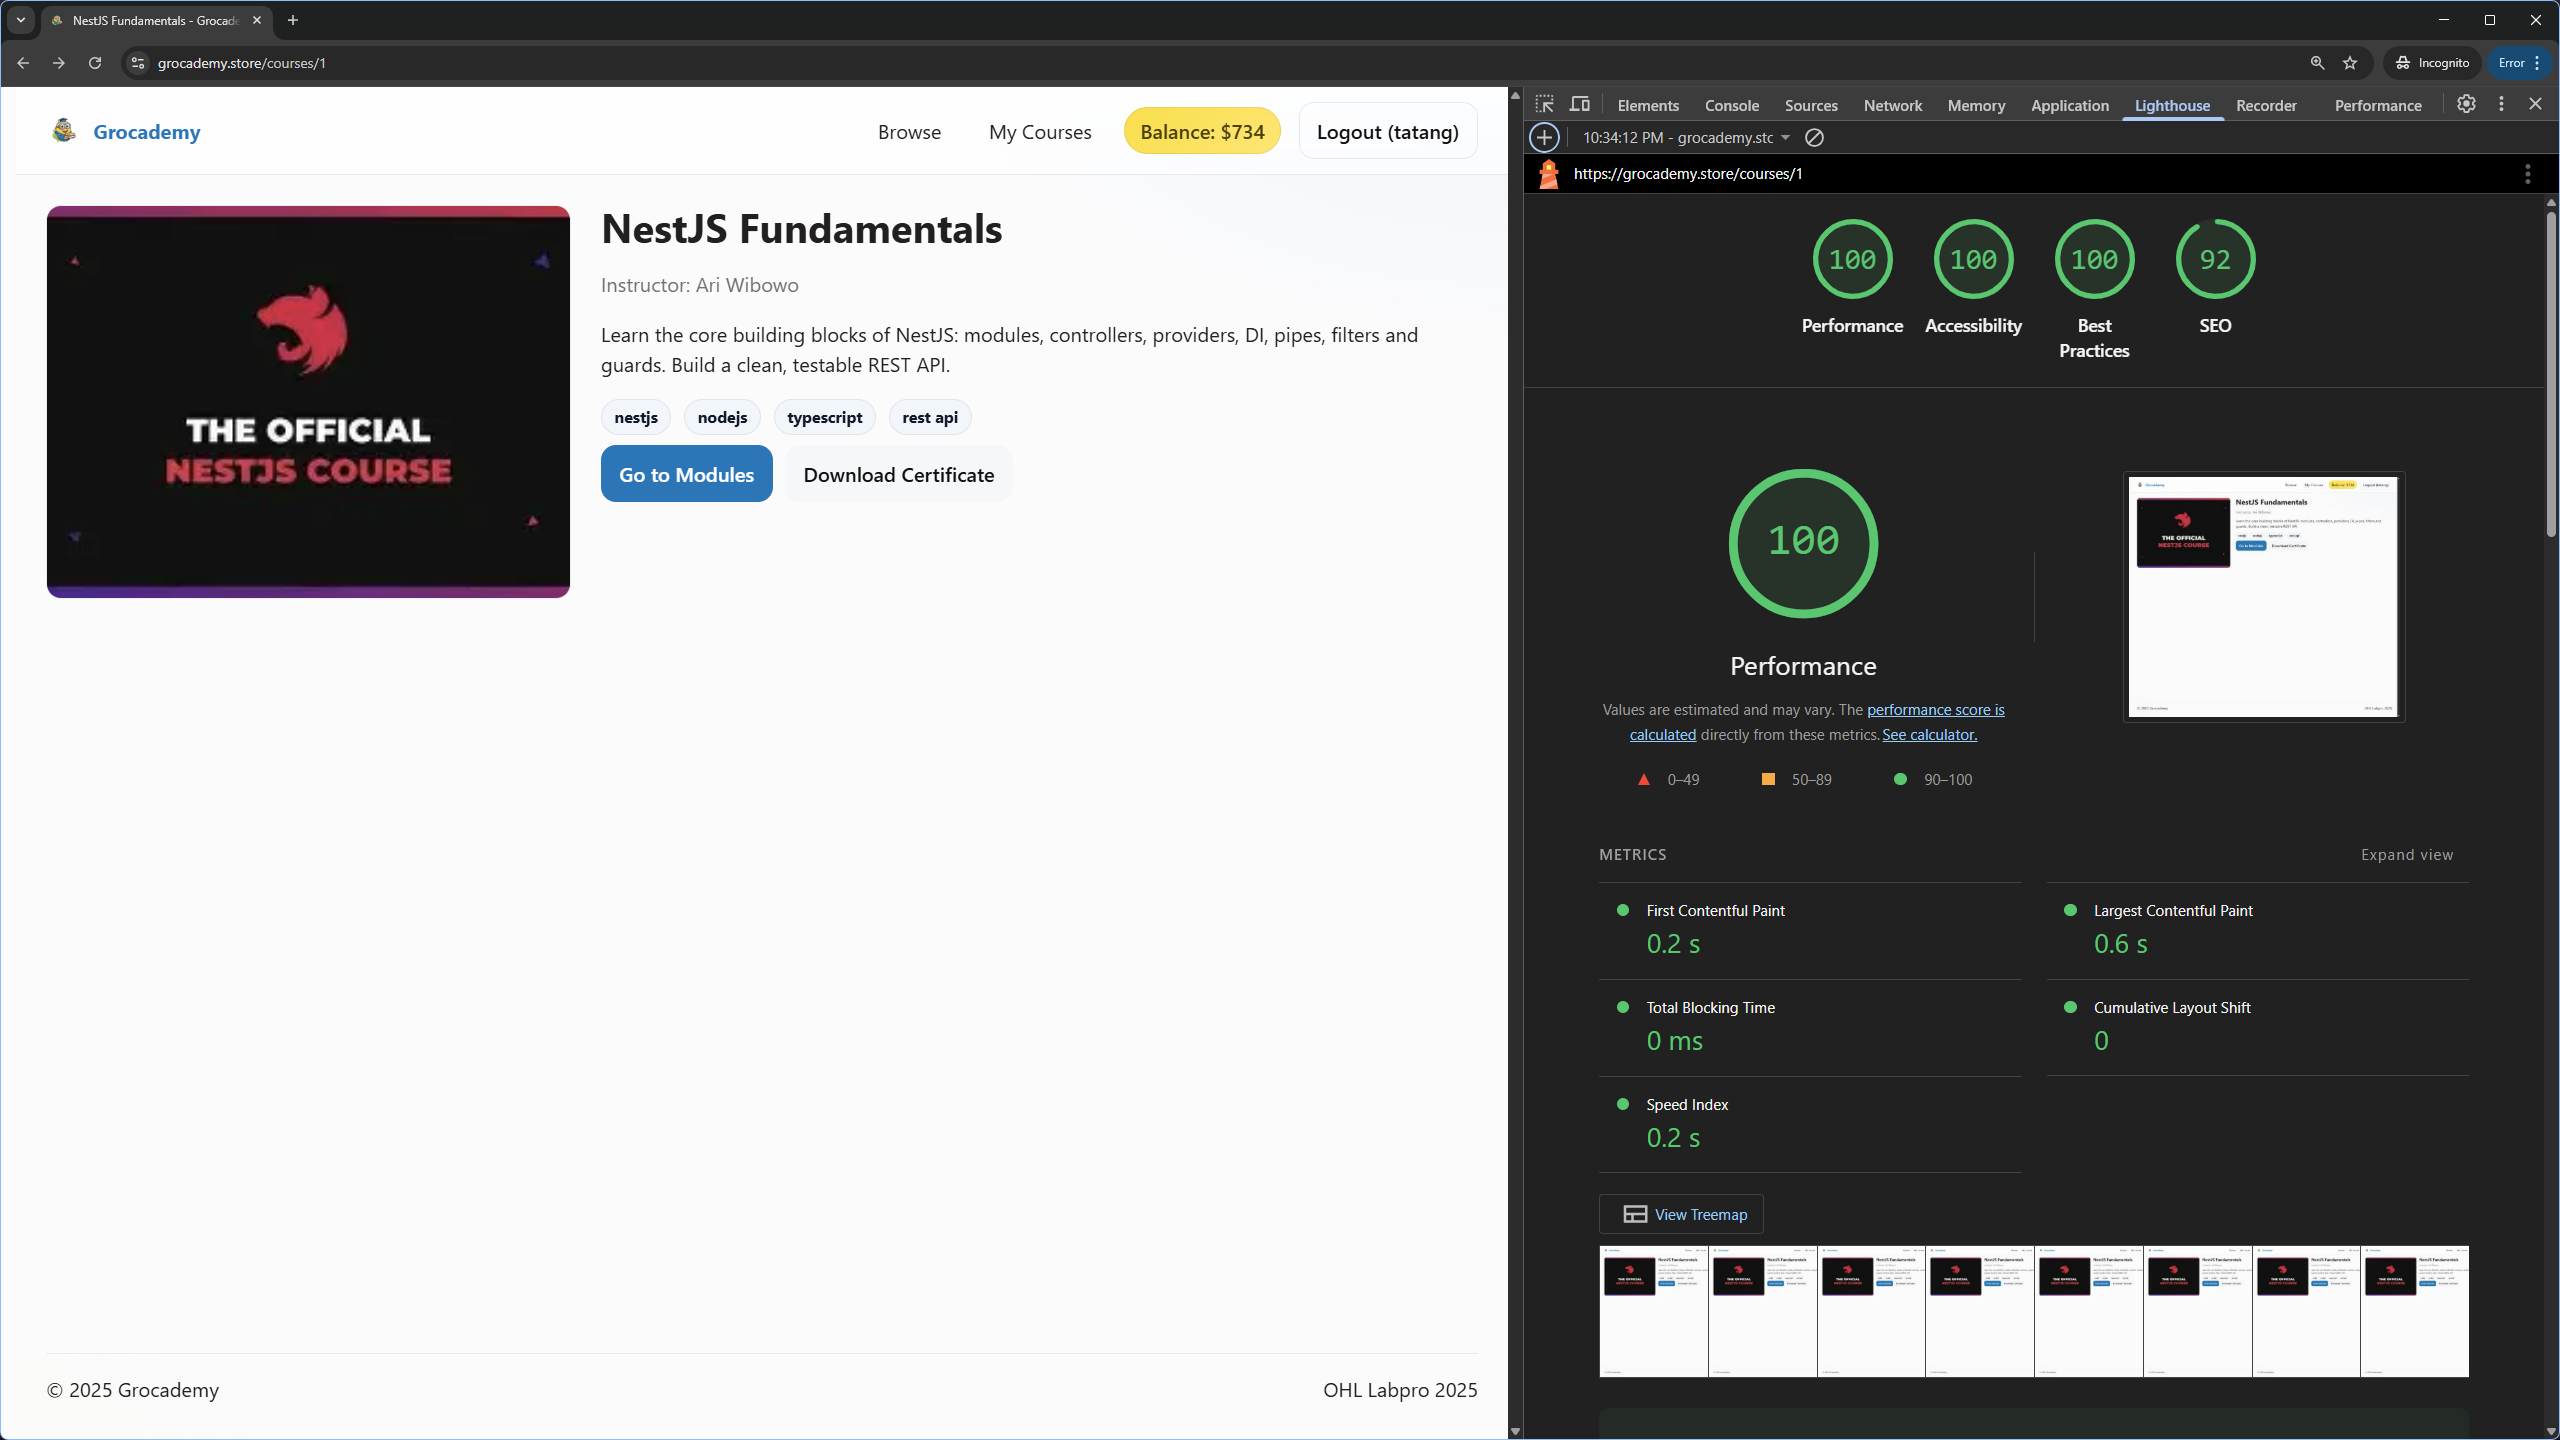 NestJS Fundamentals - Grocade
grocademy.store/courses/1
Incognito
Error
Grocademy
Browse
My Courses
Balance: $734
Logout (tatang)
THE OFFICIAL
NESTJS COURSE
NestJS Fundamentals
Instructor: Ari Wibowo
Learn the core building blocks of NestJS: modules, controllers, providers, DI, pipes, filters and
guards. Build a clean, testable REST API.
nestjs
nodejs
typescript
rest api
Go to Modules
Download Certificate
© 2025 Grocademy
OHL Labpro 2025
Elements
Console
Sources
Network
Memory
Application
Lighthouse
Recorder
Performance
10:34:12 PM - grocademy.stc
https://grocademy.store/courses/1
100
Performance
100
Accessibility
100
Best
Practices
92
SEO
100
Performance
Values are estimated and may vary. The performance score is
calculated directly from these metrics. See calculator.
0–49
50–89
90–100
NestJS Fundamentals
THE OFFICIAL
NESTJS COURSE
METRICS
Expand view
First Contentful Paint
0.2 s
Largest Contentful Paint
0.6 s
Total Blocking Time
0 ms
Cumulative Layout Shift
0
Speed Index
0.2 s
View Treemap